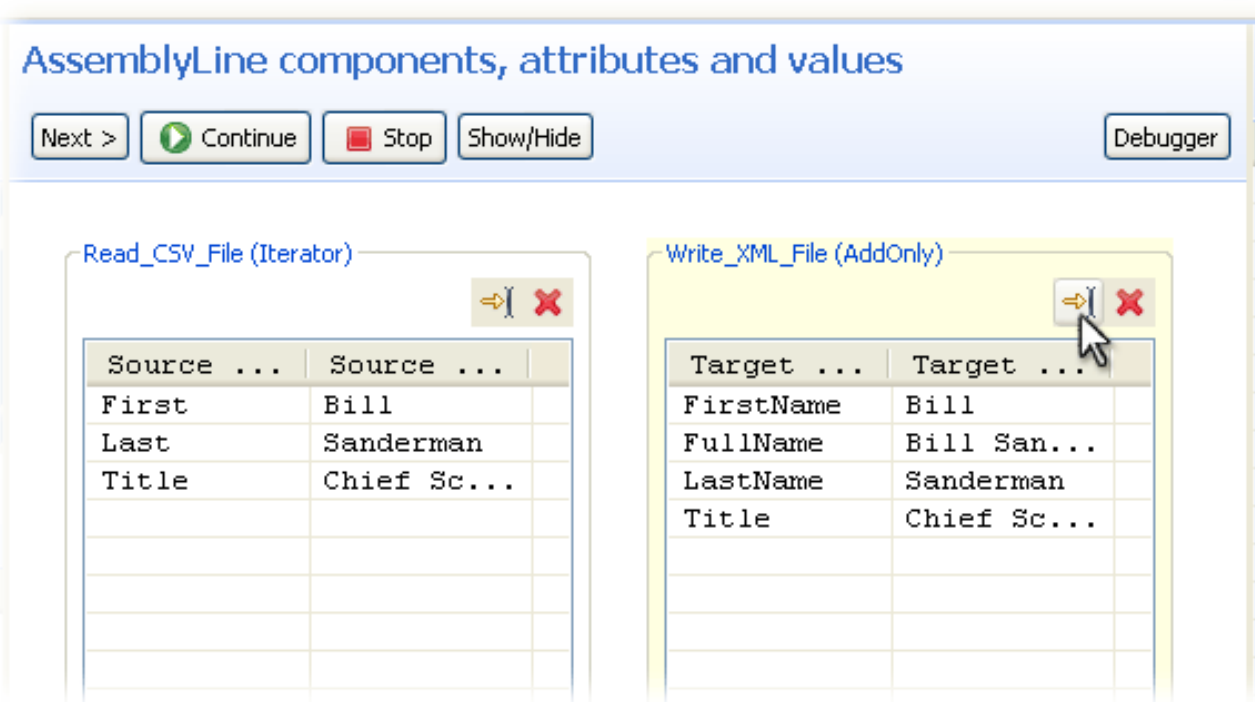 AssemblyLine components, attributes and values
Next > Continue Stop Show/Hide Debugger
Read_CSV_File (Iterator)
Source ... Source ...
First Bill
Last Sanderman
Title Chief Sc...
Write_XML_File (AddOnly)
Target ... Target ...
FirstName Bill
FullName Bill San...
LastName Sanderman
Title Chief Sc...